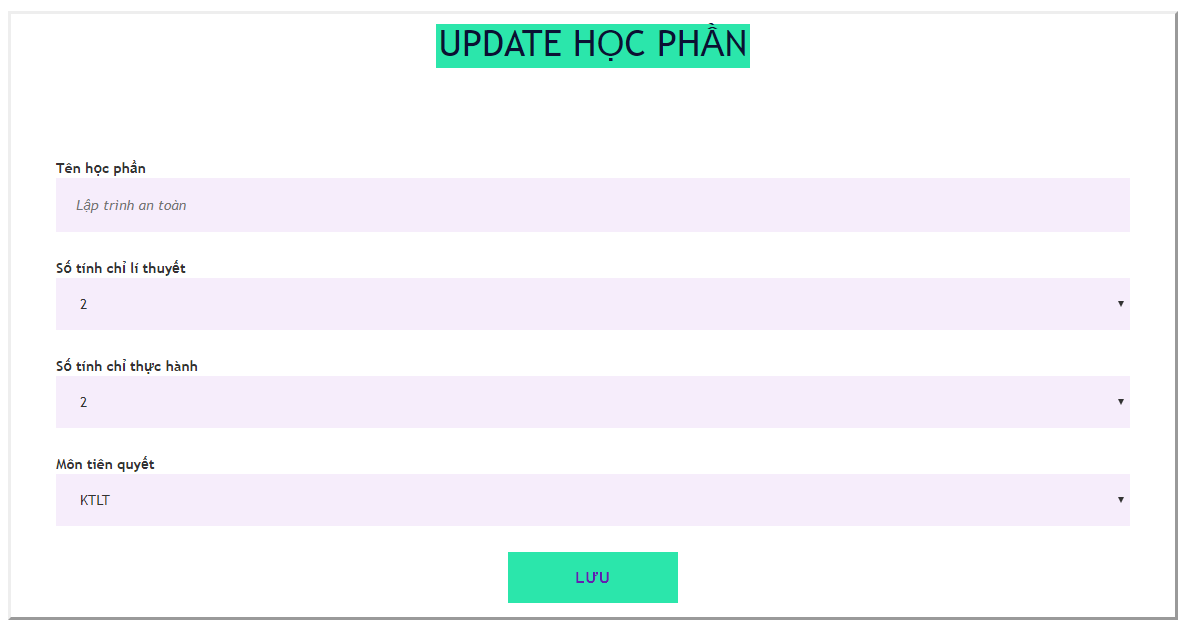 UPDATE HỌC PHẦN
Tên học phần
Lập trình an toàn
Số tính chỉ lí thuyết
2
Số tính chỉ thực hành
2
Môn tiên quyết
KTLT
LƯU